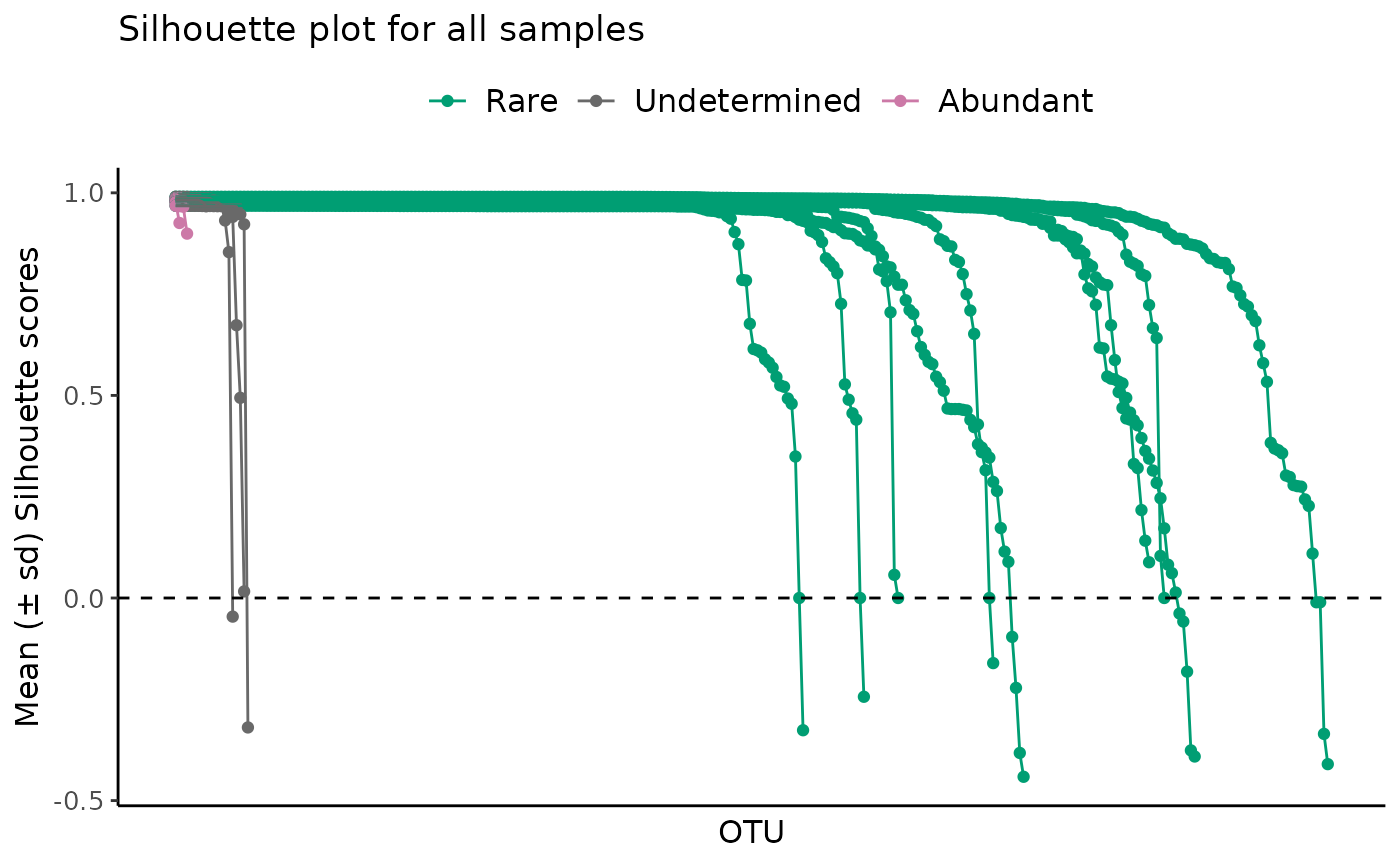 Silhouette plot for all samples
Rare Undetermined Abundant
Mean (± sd) Silhouette scores
1.0
0.5
0.0
-0.5
OTU